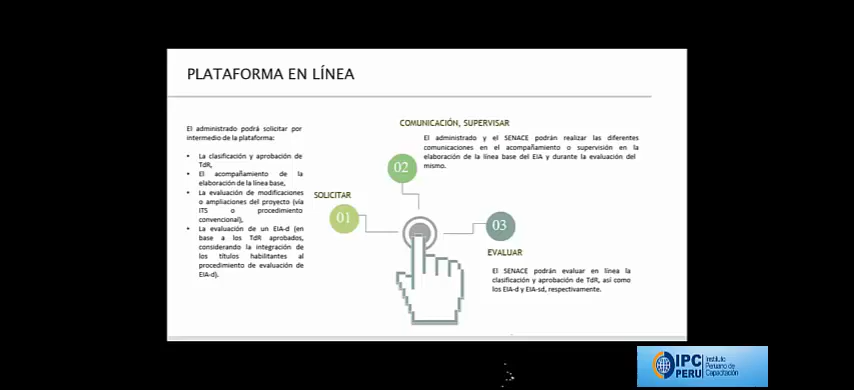 PLATAFORMA EN LÍNEA
El administrado podrá solicitar por
intermedio de la plataforma:
• La clasificación y aprobación de
TdR,
• El acompañamiento de la
elaboración de la línea base,
• La evaluación de modificaciones
o ampliaciones del proyecto (vía
ITS o procedimiento
convencional),
• La evaluación de un EIA-d (en
base a los TdR aprobados,
considerando la integración de
los títulos habilitantes al
procedimiento de evaluación de
EIA-d).
SOLICITAR
01
COMUNICACIÓN, SUPERVISAR
El administrado y el SENACE podrán realizar las diferentes
comunicaciones en el acompañamiento o supervisión en la
elaboración de la línea base del EIA y durante la evaluación del
mismo.
02
03
EVALUAR
El SENACE podrán evaluar en línea la
clasificación y aprobación de TdR, así como
los EIA-d y EIA-sd, respectivamente.
IPC
PERU
Instituto
Peruano de
Capacitación